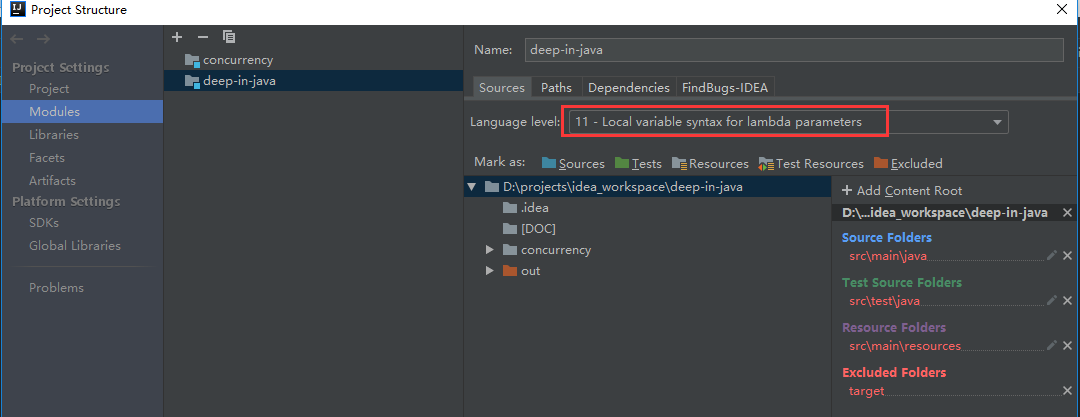 IJ Project Structure
Project Settings
Project
Modules
Libraries
Facets
Artifacts
Platform Settings
SDKs
Global Libraries
Problems
concurrency
deep-in-java
Name: deep-in-java
Sources Paths Dependencies FindBugs-IDEA
Language level: 11 - Local variable syntax for lambda parameters
Mark as: Sources Tests Resources Test Resources Excluded
D:\projects\idea_workspace\deep-in-java
.idea
[DOC]
concurrency
out
+ Add Content Root
D:\...idea_workspace\deep-in-java
Source Folders
src\main\java
Test Source Folders
src\test\java
Resource Folders
src\main\resources
Excluded Folders
target